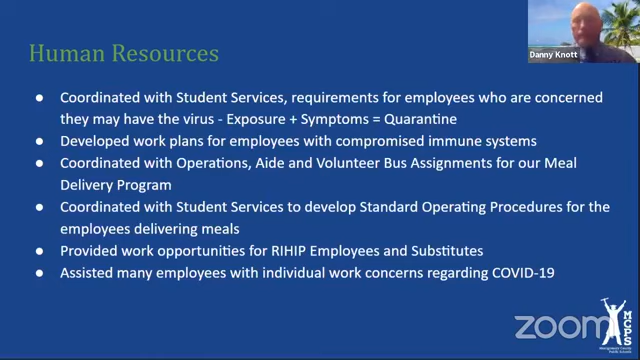 Human Resources
Danny Knott
● Coordinated with Student Services, requirements for employees who are concerned
they may have the virus - Exposure + Symptoms = Quarantine
● Developed work plans for employees with compromised immune systems
● Coordinated with Operations, Aide and Volunteer Bus Assignments for our Meal
Delivery Program
● Coordinated with Student Services to develop Standard Operating Procedures for the
employees delivering meals
● Provided work opportunities for RIHIP Employees and Substitutes
● Assisted many employees with individual work concerns regarding COVID-19
zoom
MCPS
Montgomery County
Public Schools